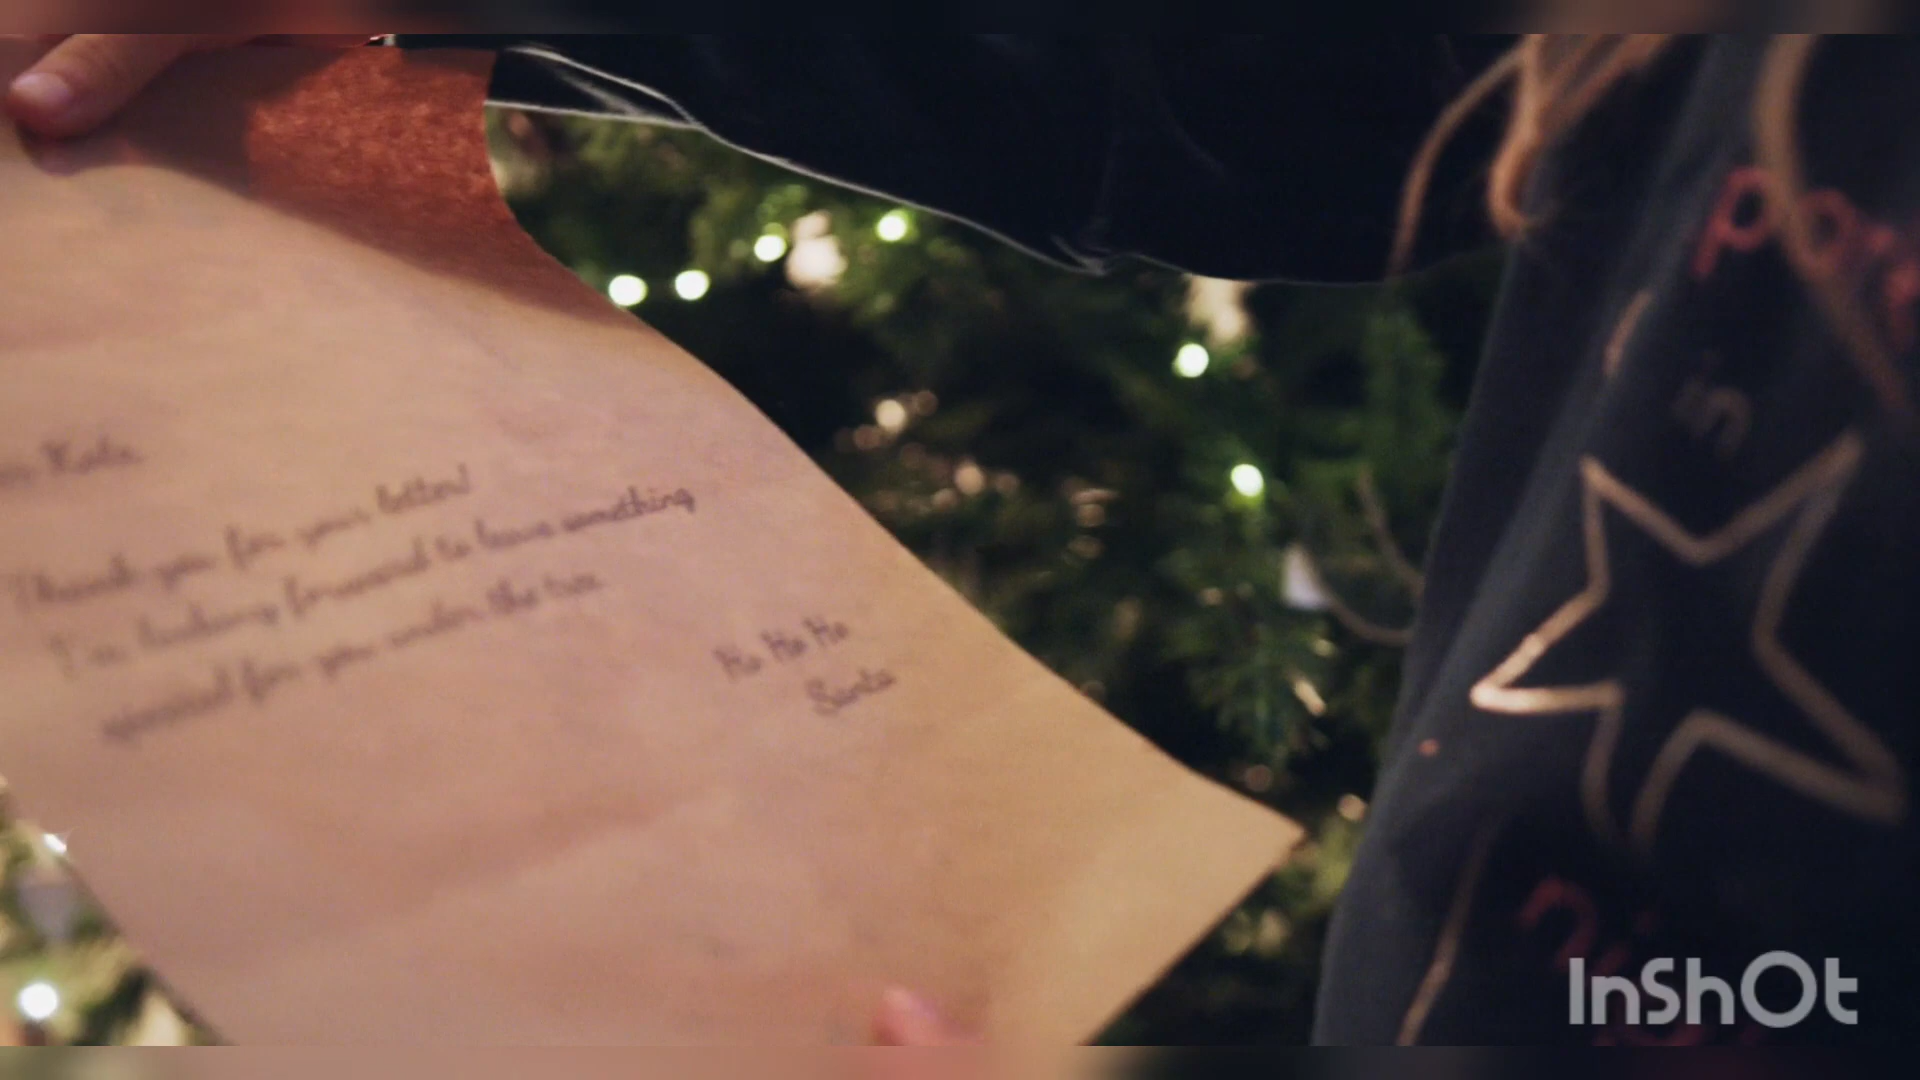 Kate
Thank you for your letter!
I'm looking forward to leave something
special for you under the tree
Ho Ho Ho
Santa
InShOt